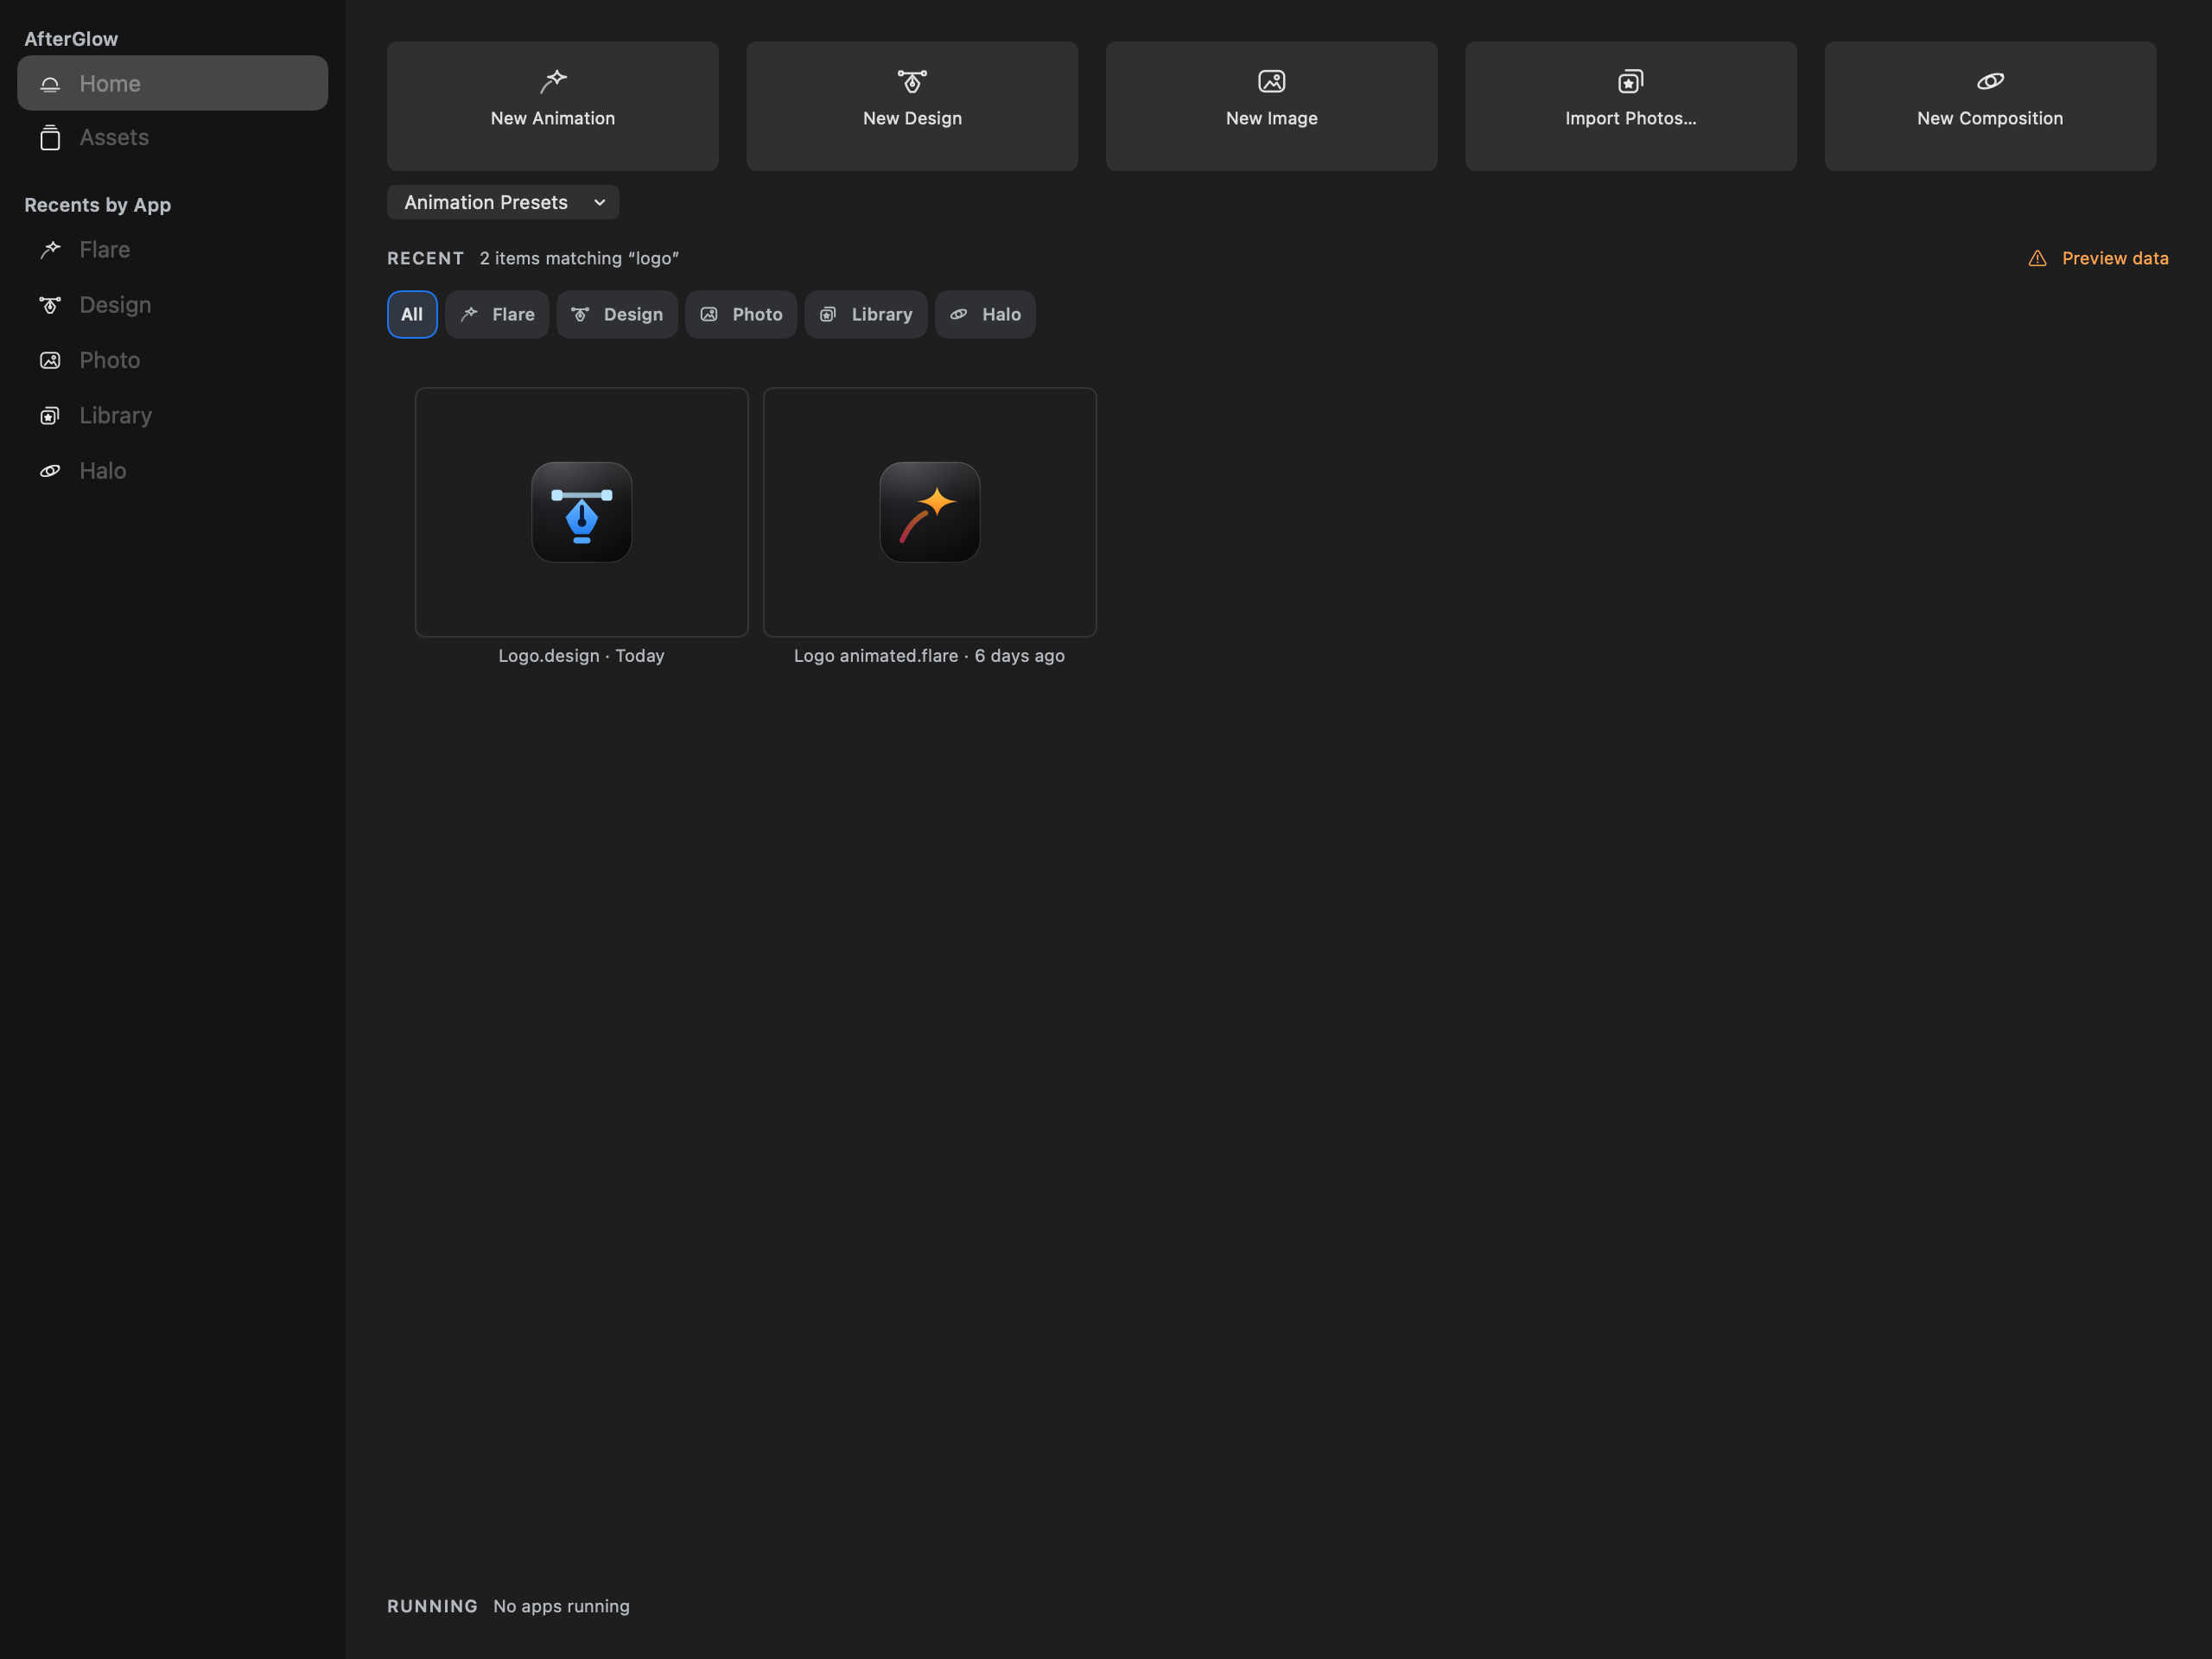 AfterGlow
Home
Assets
Recents by App
Flare
Design
Photo
Library
Halo
New Animation
New Design
New Image
Import Photos...
New Composition
Animation Presets
RECENT 2 items matching “logo”
Preview data
All Flare Design Photo Library Halo
Logo.design · Today
Logo animated.flare · 6 days ago
RUNNING No apps running